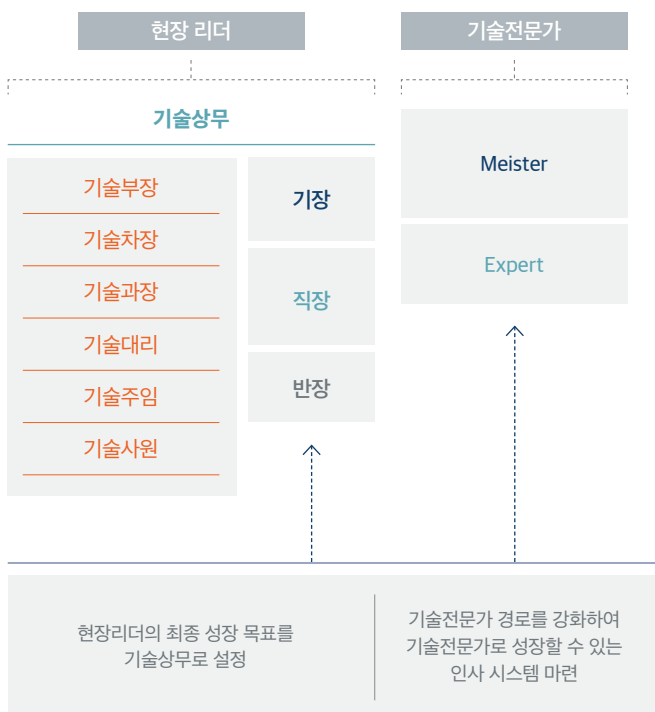 현장 리더
기술전문가
기술상무
기술부장
기술차장
기술과장
기술대리
기술주임
기술사원
기장
직장
반장
Meister
Expert
현장리더의 최종 성장 목표를
기술상무로 설정
기술전문가 경로를 강화하여
기술전문가로 성장할 수 있는
인사 시스템 마련